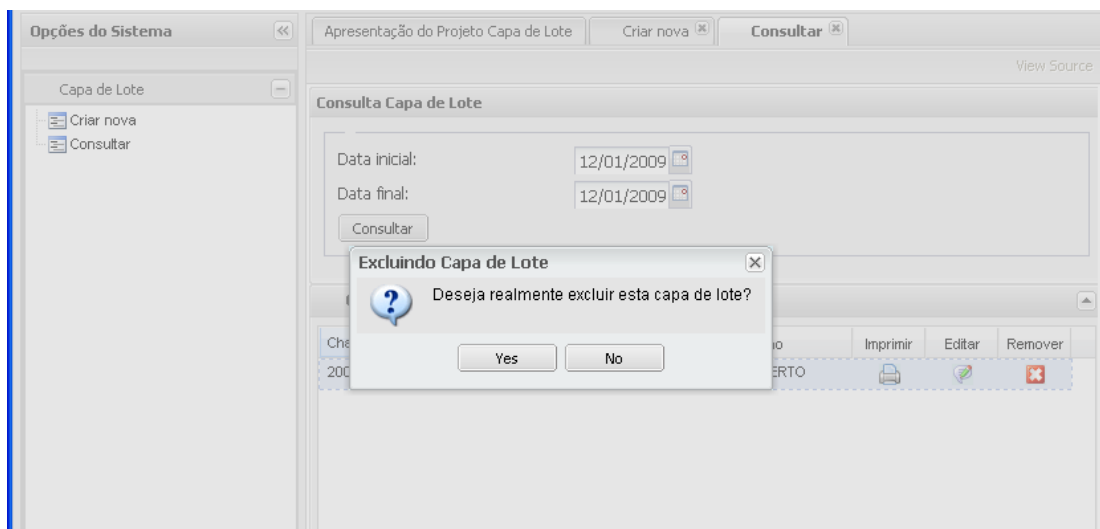 Opções do Sistema
Capa de Lote
Criar nova
Consultar
Apresentação do Projeto Capa de Lote Criar nova Consultar
View Source
Consulta Capa de Lote
Data inicial: 12/01/2009
Data final: 12/01/2009
Consultar
Excluindo Capa de Lote
Deseja realmente excluir esta capa de lote?
Yes No
Imprimir Editar Remover